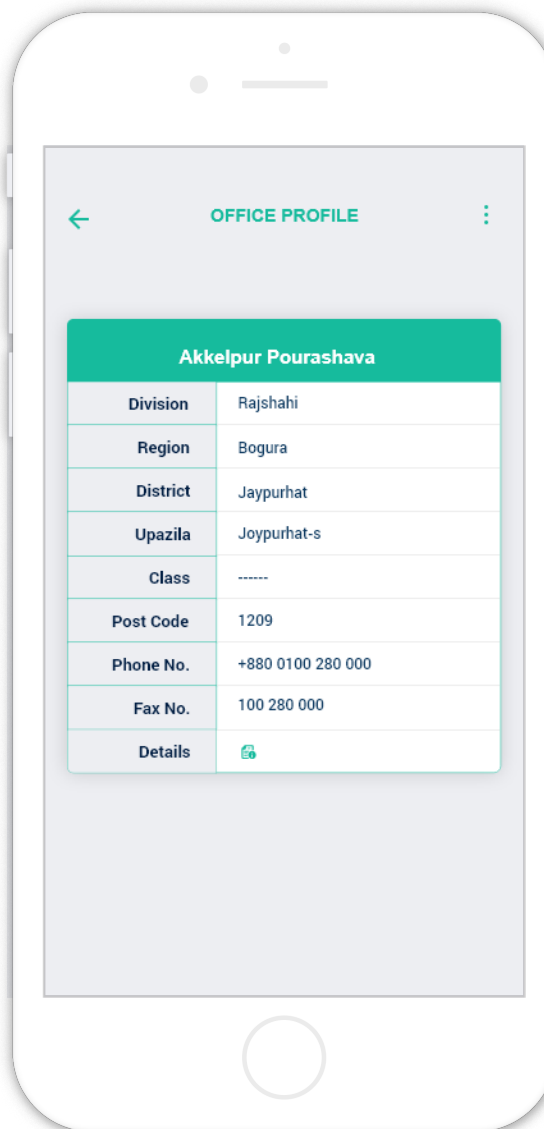 OFFICE PROFILE
Akkelpur Pourashava
Division Rajshahi
Region Bogura
District Jaypurhat
Upazila Joypurhat-s
Class ------
Post Code 1209
Phone No. +880 0100 280 000
Fax No. 100 280 000
Details